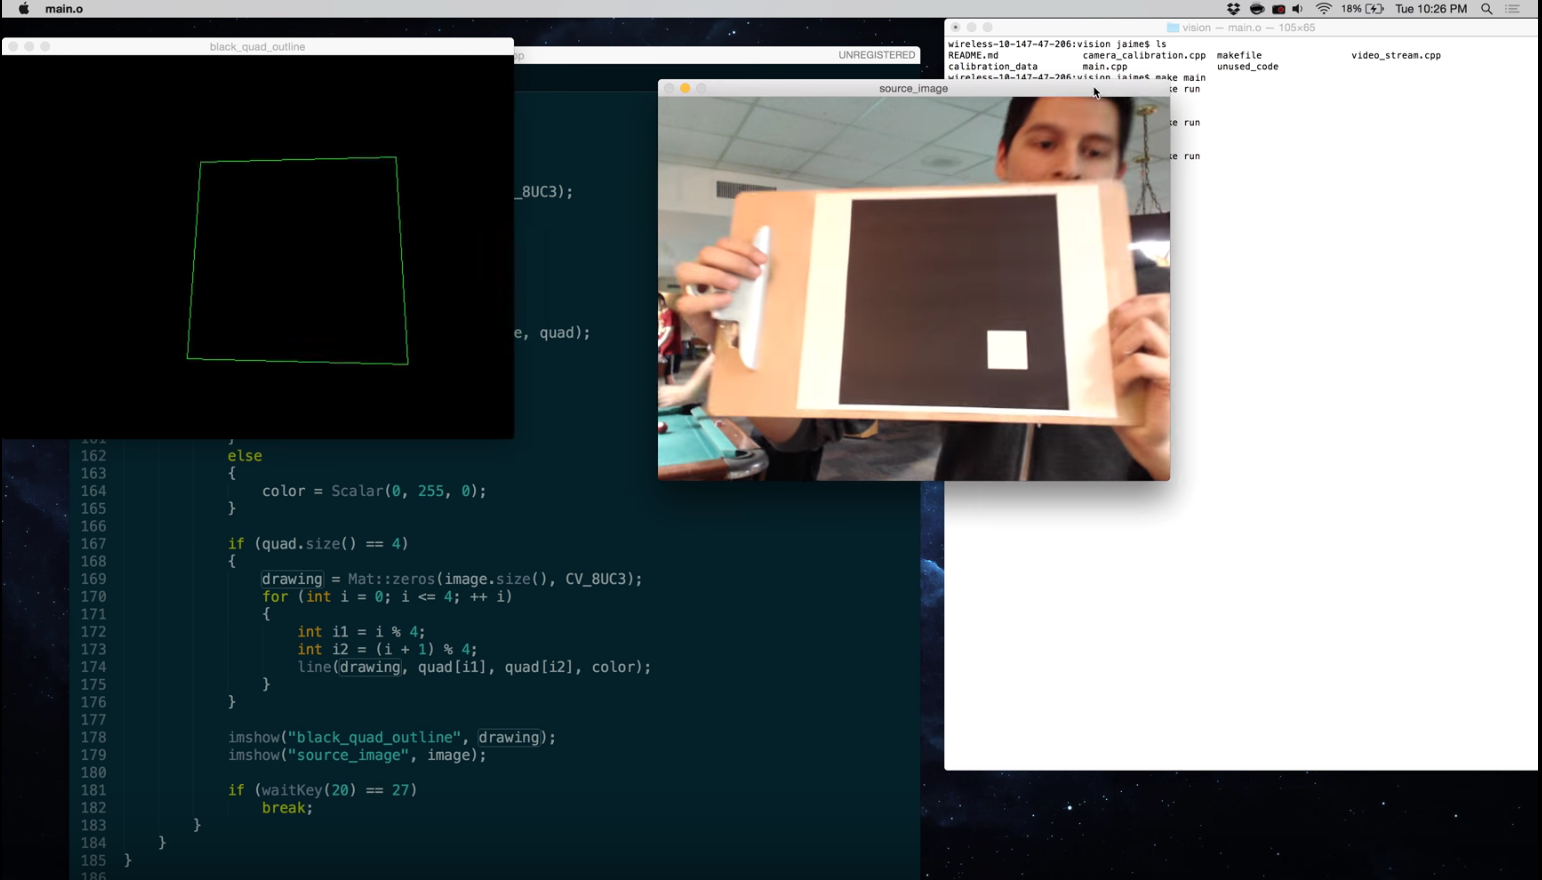 main.o
18%
Tue 10:26 PM
black_quad_outline
UNREGISTERED
vision — main.o — 105×65
wireless-10-147-47-206:vision jaime$ ls
README.md camera_calibration.cpp makefile video_stream.cpp
calibration_data main.cpp unused_code
wireless-10-147-47-206:vision jaime$ make main
ke run
ke run
ke run
source_image
_8UC3);
e, quad);
161 }
162 else
163 {
164 color = Scalar(0, 255, 0);
165 }
166
167 if (quad.size() == 4)
168 {
169 drawing = Mat::zeros(image.size(), CV_8UC3);
170 for (int i = 0; i <= 4; ++ i)
171 {
172 int i1 = i % 4;
173 int i2 = (i + 1) % 4;
174 line(drawing, quad[i1], quad[i2], color);
175 }
176 }
177
178 imshow("black_quad_outline", drawing);
179 imshow("source_image", image);
180
181 if (waitKey(20) == 27)
182 break;
183 }
184 }
185 }
186